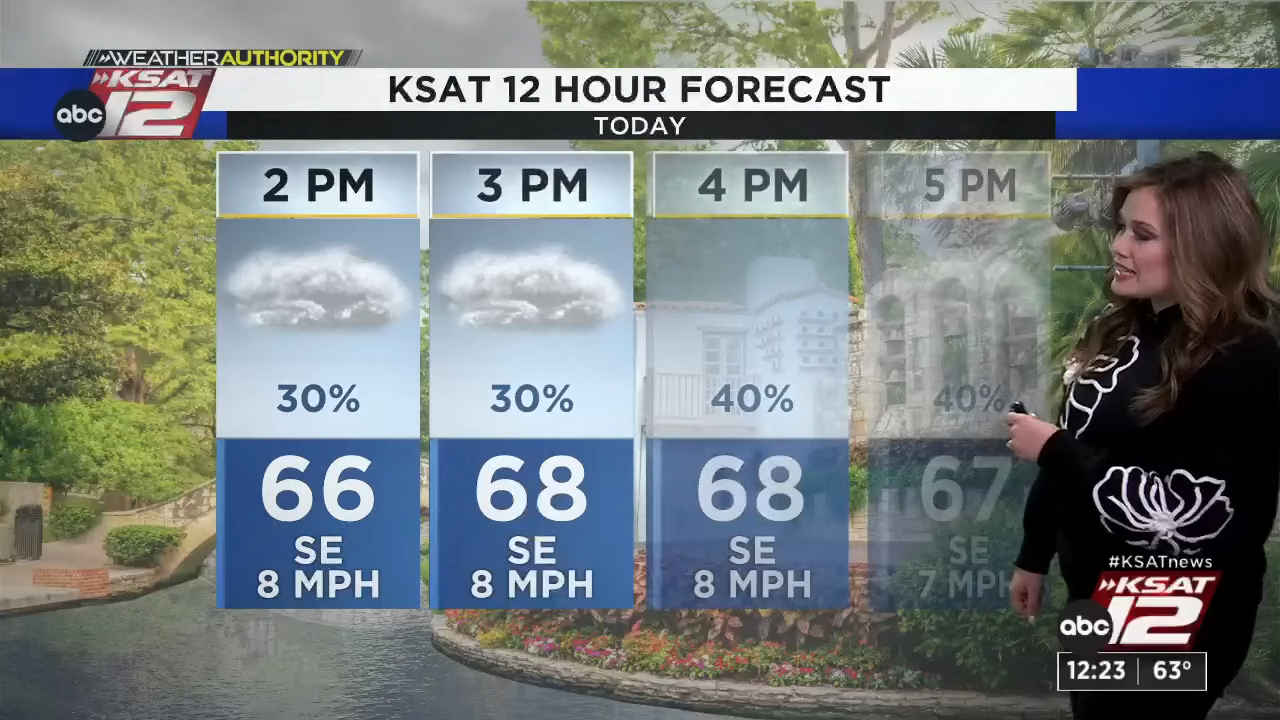 WEATHERAUTHORITY
KSAT
abc 12
KSAT 12 HOUR FORECAST
TODAY
2 PM
30%
66
SE
8 MPH
3 PM
30%
68
SE
8 MPH
4 PM
40%
68
SE
8 MPH
5 PM
40%
67
SE
7 MPH
#KSATnews
KSAT
abc 12
12:23 63°